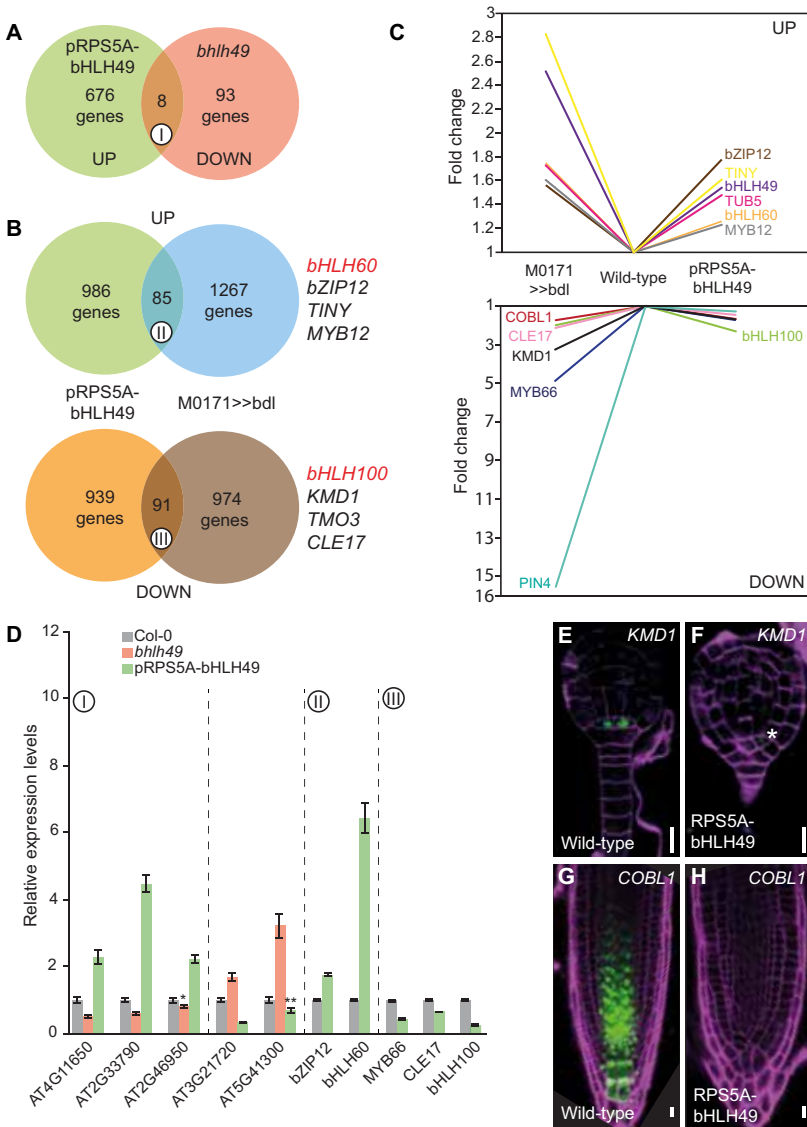 A
pRPS5A-
bHLH49
bhlh49
676
genes
8
93
genes
I
UP
DOWN
B
UP
986
genes
85
1267
genes
II
bHLH60
bZIP12
TINY
MYB12
pRPS5A-
bHLH49
M0171>>bdl
939
genes
91
974
genes
III
bHLH100
KMD1
TMO3
CLE17
DOWN
C
UP
Fold change
3
2.8
2.6
2.4
2.2
2
1.8
1.6
1.4
1.2
1
bZIP12
TINY
bHLH49
TUB5
bHLH60
MYB12
M0171
>>bdl
Wild-type
pRPS5A-
bHLH49
Fold change
1
3
5
7
9
11
13
15
16
COBL1
CLE17
KMD1
MYB66
PIN4
bHLH100
DOWN
D
Relative expression levels
12
10
8
6
4
2
0
Col-0
bhlh49
pRPS5A-bHLH49
I
II
III
*
**
AT4G11650
AT2G33790
AT2G46950
AT3G21720
AT5G41300
bZIP12
bHLH60
MYB66
CLE17
bHLH100
E
KMD1
Wild-type
F
KMD1
*
RPS5A-
bHLH49
G
COBL1
Wild-type
H
COBL1
RPS5A-
bHLH49